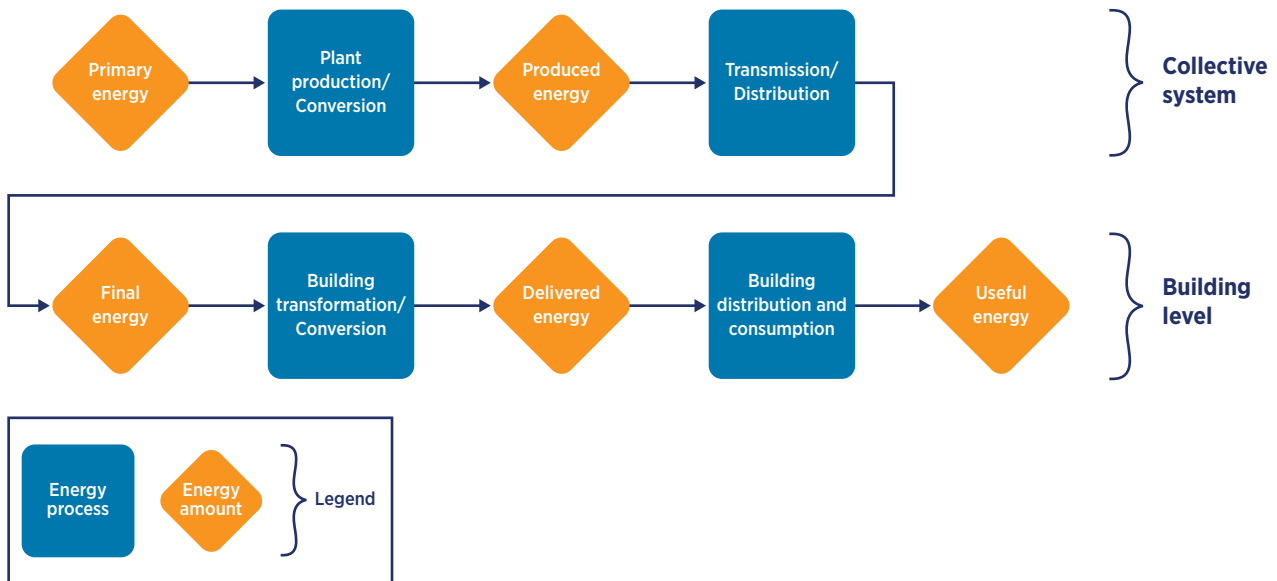 Primary
energy
Plant
production/
Conversion
Produced
energy
Transmission/
Distribution
Collective
system
Final
energy
Building
transformation/
Conversion
Delivered
energy
Building
distribution and
consumption
Useful
energy
Building
level
Energy
process
Energy
amount
Legend